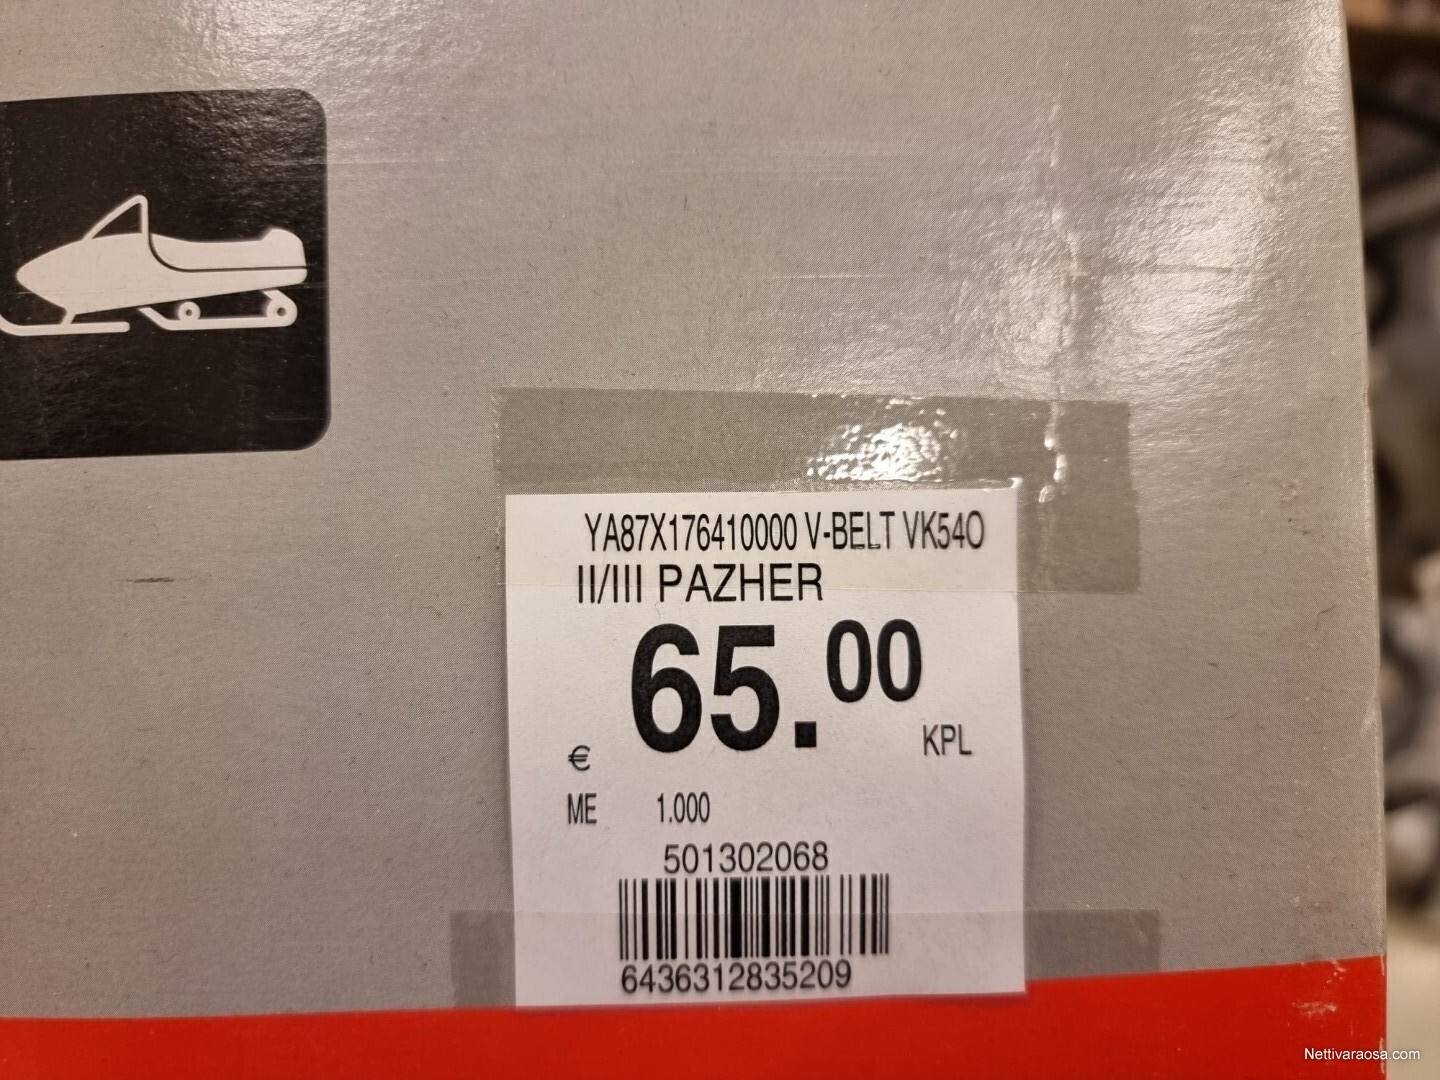 YA87X176410000 V-BELT VK540
II/III PAZHER
65.00
€ KPL
ME 1.000
501302068
6436312835209
Nettivaraosa.com